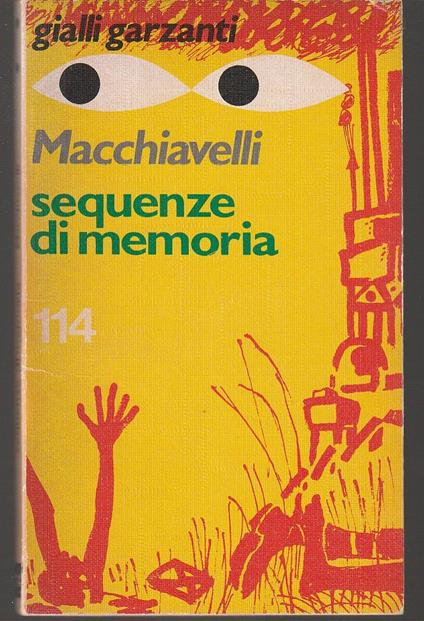 gialli garzanti
Macchiavelli
sequenze
di memoria
114